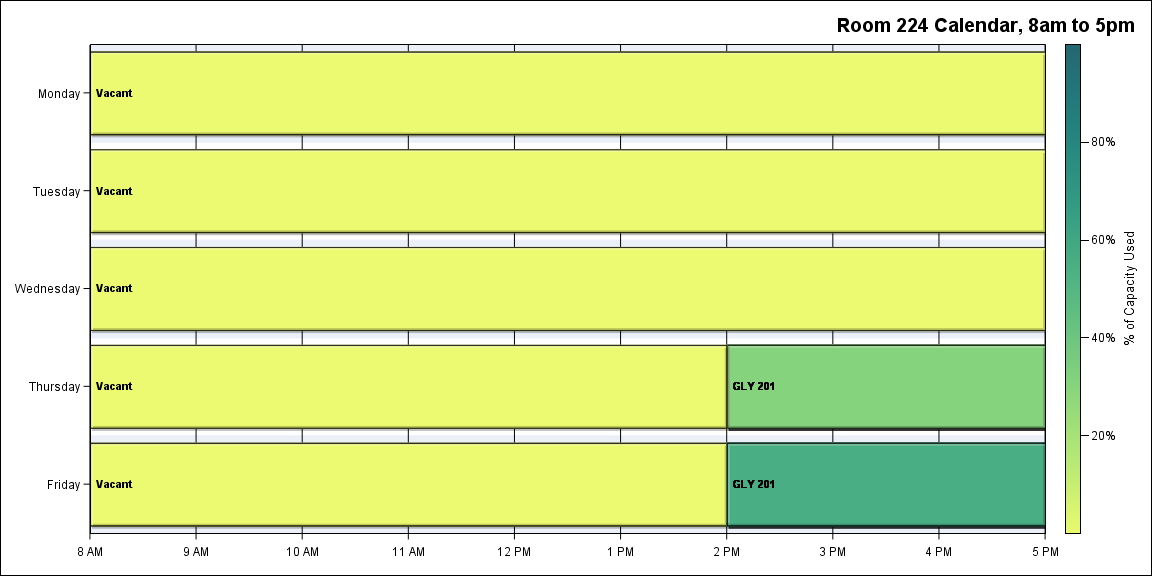 Room 224 Calendar, 8am to 5pm
Monday
Vacant
Tuesday
Vacant
Wednesday
Vacant
Thursday
Vacant
GLY 201
Friday
Vacant
GLY 201
8 AM
9 AM
10 AM
11 AM
12 PM
1 PM
2 PM
3 PM
4 PM
5 PM
80%
60%
40%
20%
% of Capacity Used